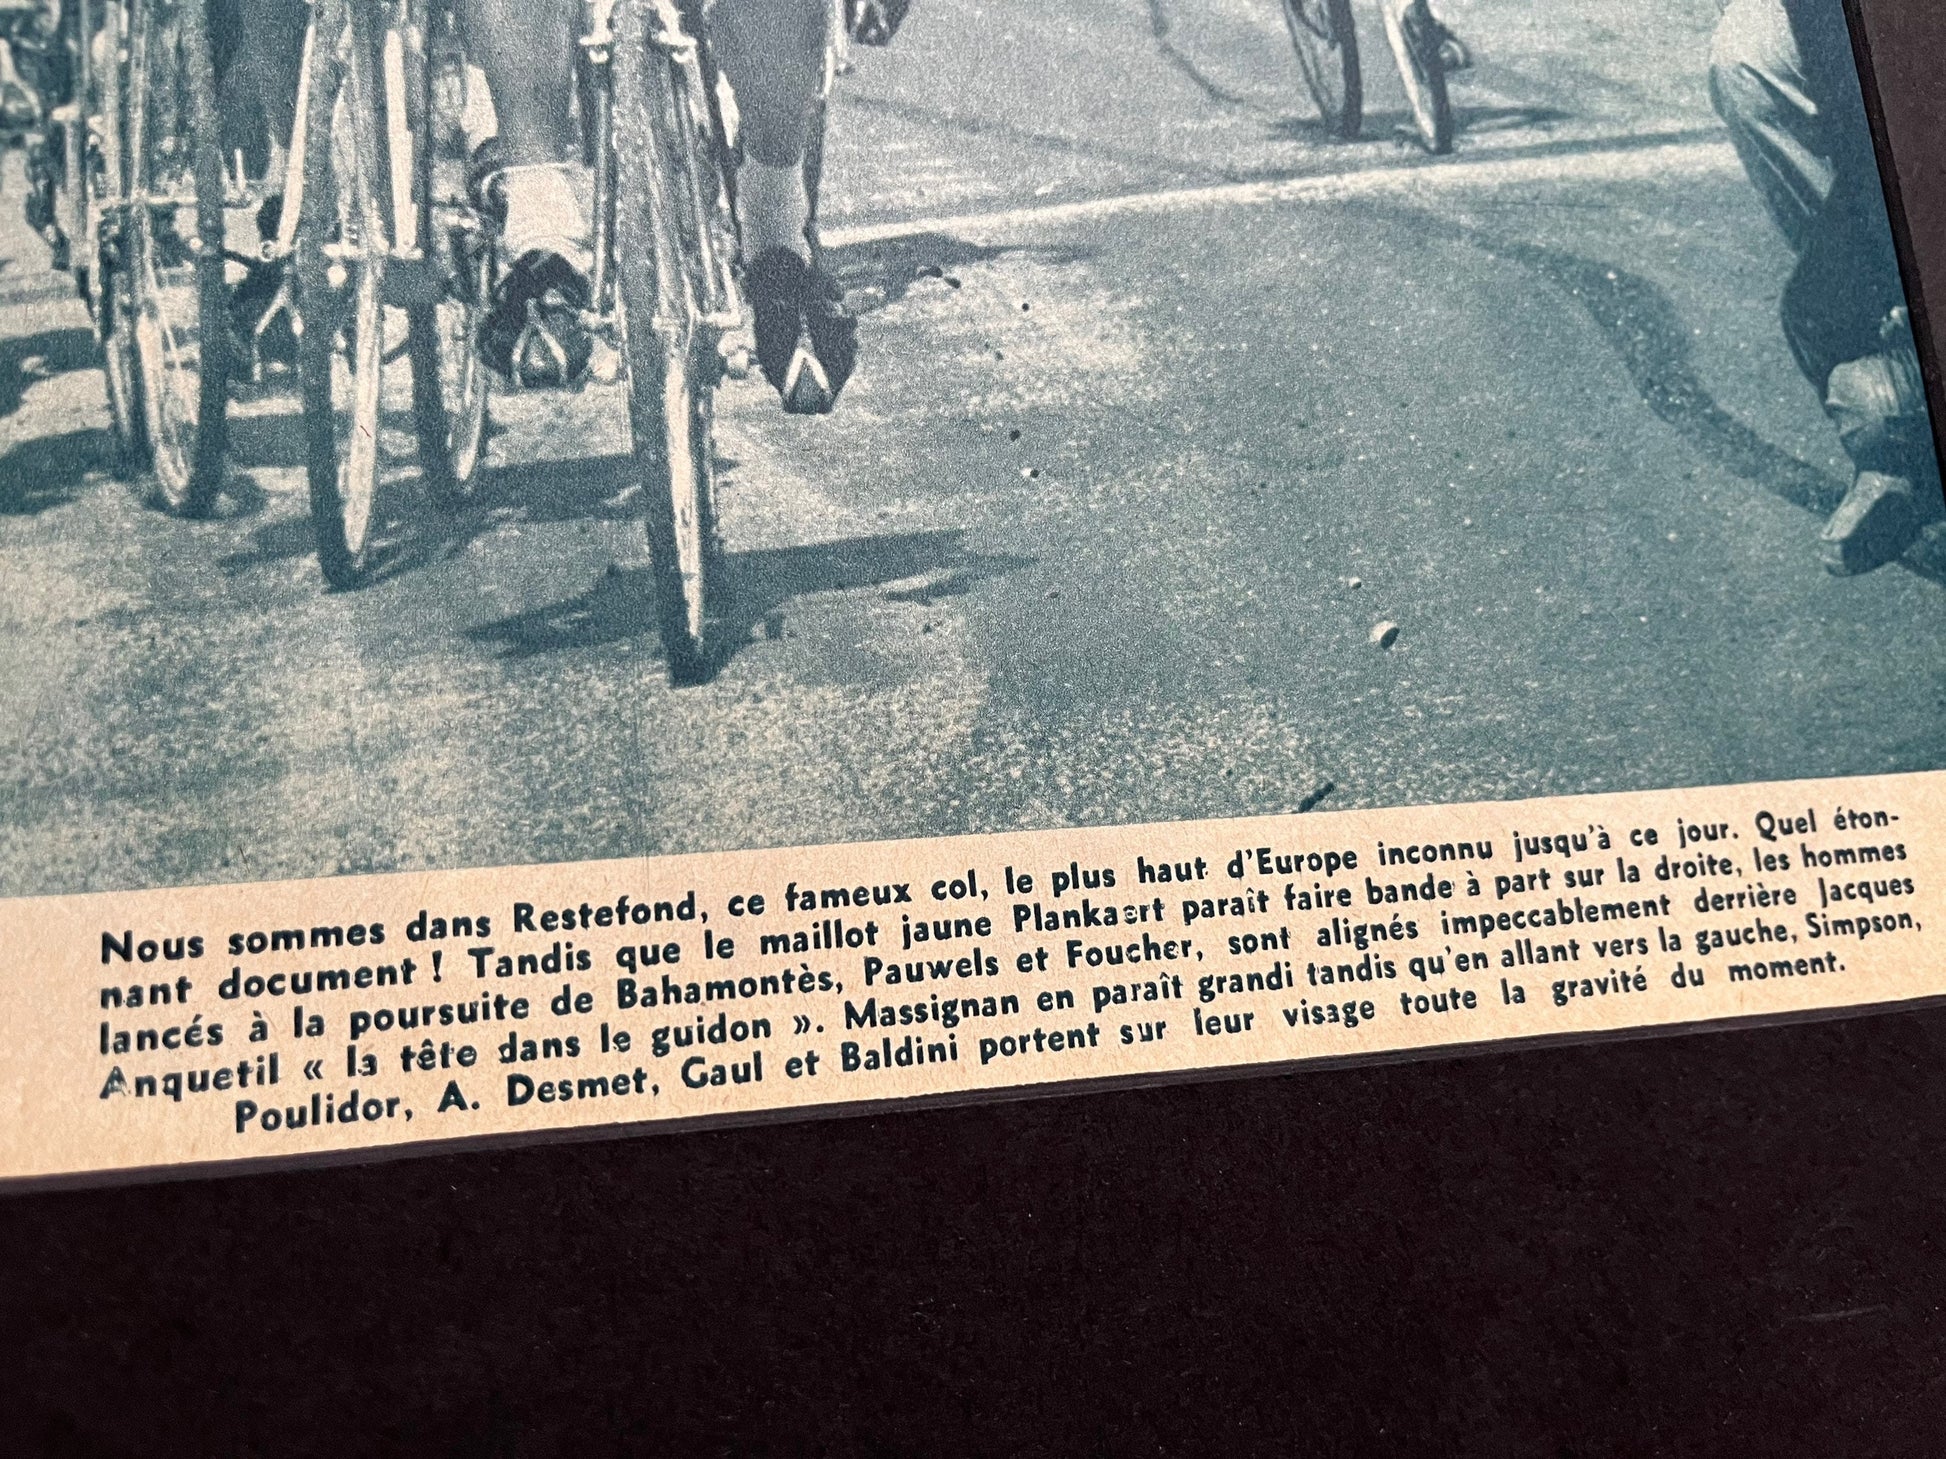 Nous sommes dans Restefond, ce fameux col, le plus haut d'Europe inconnu jusqu'à ce jour. Quel éton-
nant document ! Tandis que le maillot jaune Plankaert paraît faire bande à part sur la droite, les hommes
lancés à la poursuite de Bahamontès, Pauwels et Foucher, sont alignés impeccablement derrière Jacques
Anquetil « la tête dans le guidon ». Massignan en paraît grandi tandis qu'en allant vers la gauche, Simpson,
Poulidor, A. Desmet, Gaul et Baldini portent sur leur visage toute la gravité du moment.